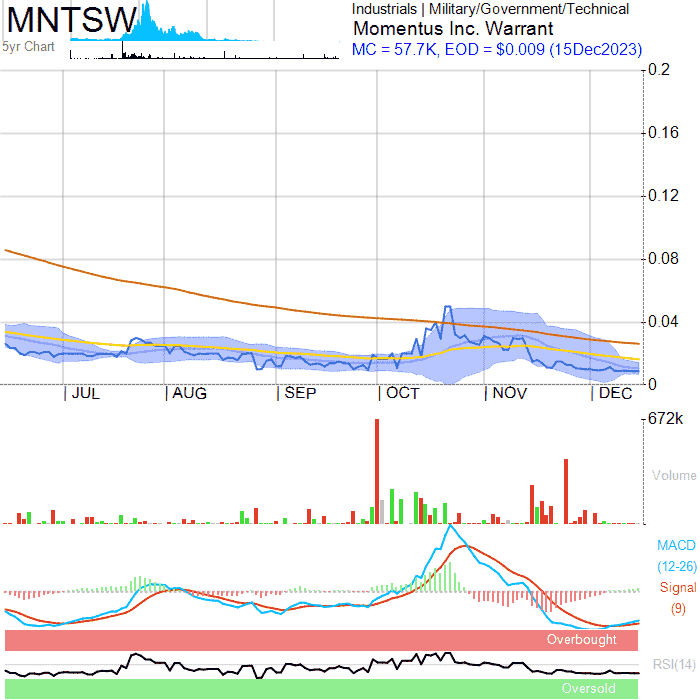 MNTSW
5yr Chart
Industrials | Military/Government/Technical
Momentus Inc. Warrant
MC = 57.7K, EOD = $0.009 (15Dec2023)
0.2
0.16
0.12
0.08
0.04
0
JUL AUG SEP OCT NOV DEC
672k
Volume
MACD
(12-26)
Signal
(9)
Overbought
RSI(14)
Oversold